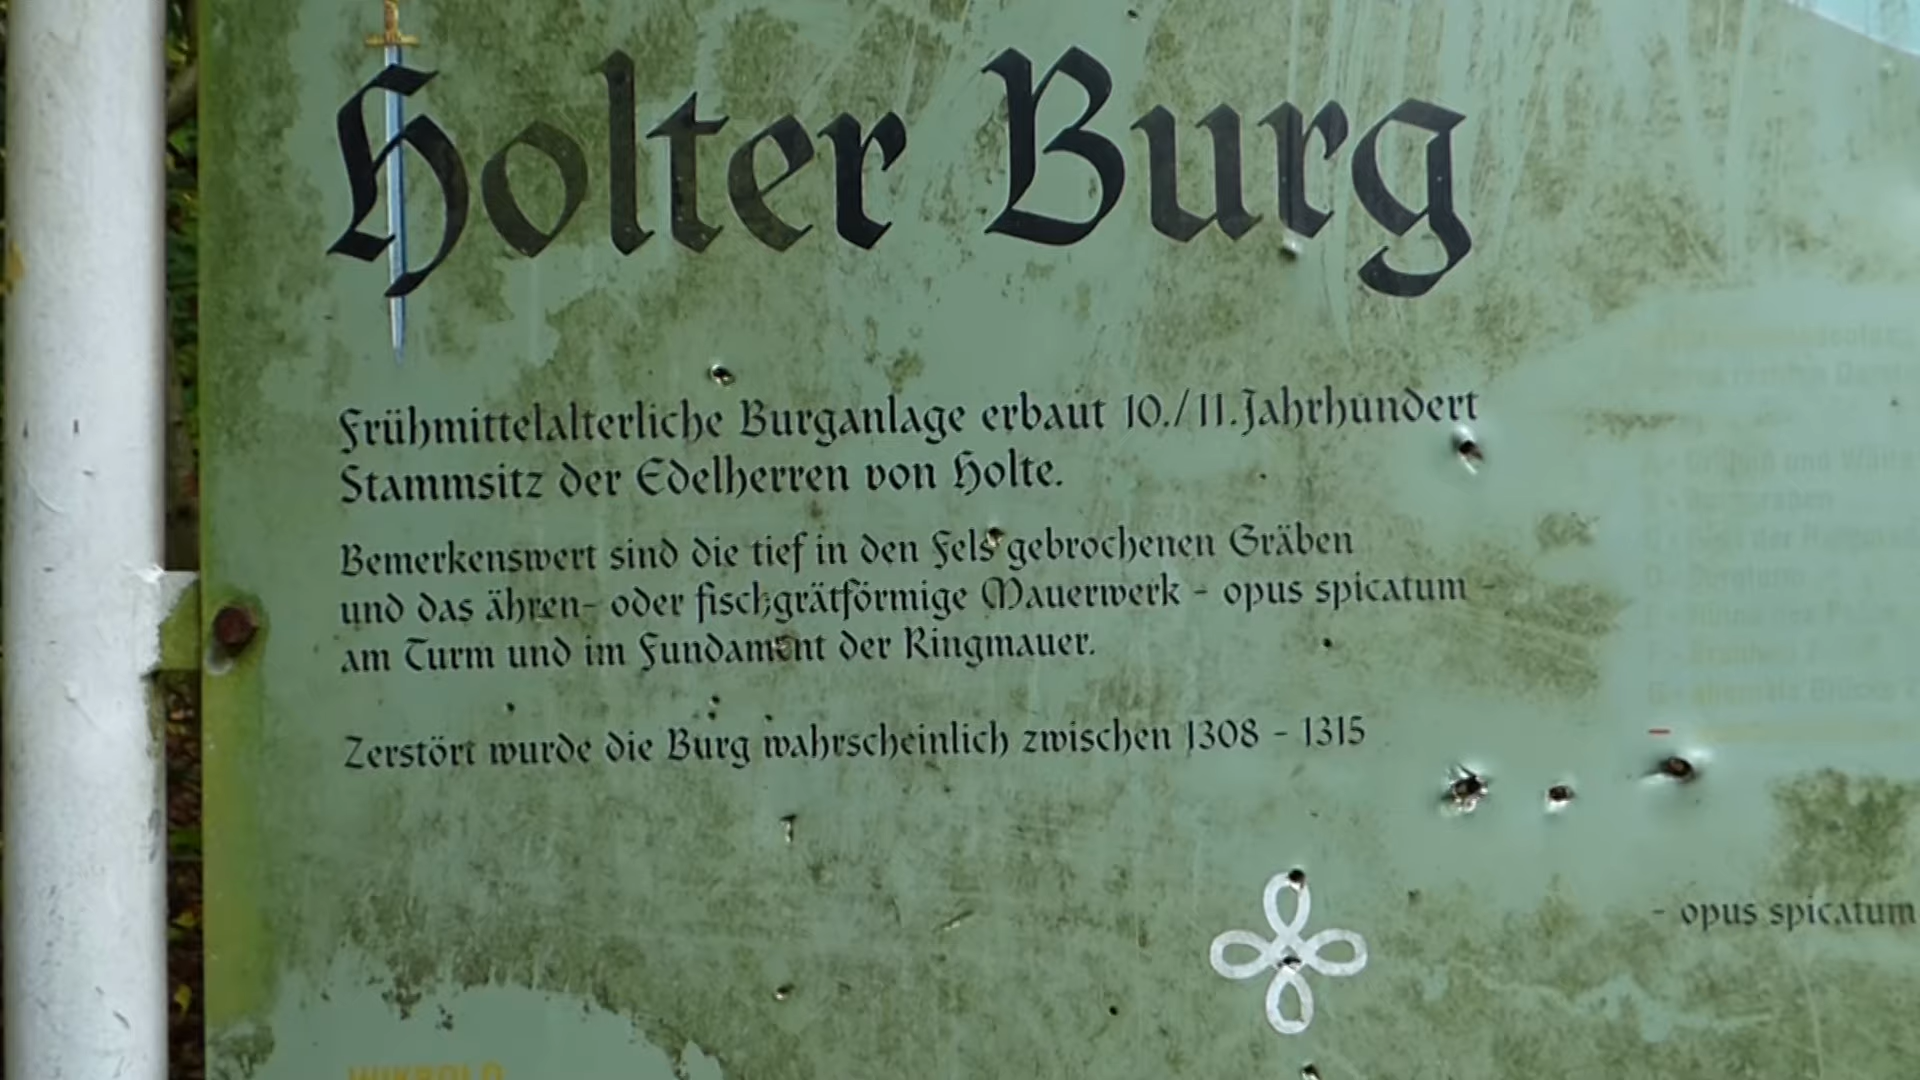 Holter Burg
Frühmittelalterliche Burganlage erbaut 10./11.Jahrhundert
Stammsitz der Edelherren von Holte.
Bemerkenswert sind die tief in den Fels gebrochenen Gräben
und das ähren- oder fischgrätförmige Mauerwerk - opus spicatum -
am Turm und im Fundament der Ringmauer.
Zerstört wurde die Burg wahrscheinlich zwischen 1308 - 1315
- opus spicatum